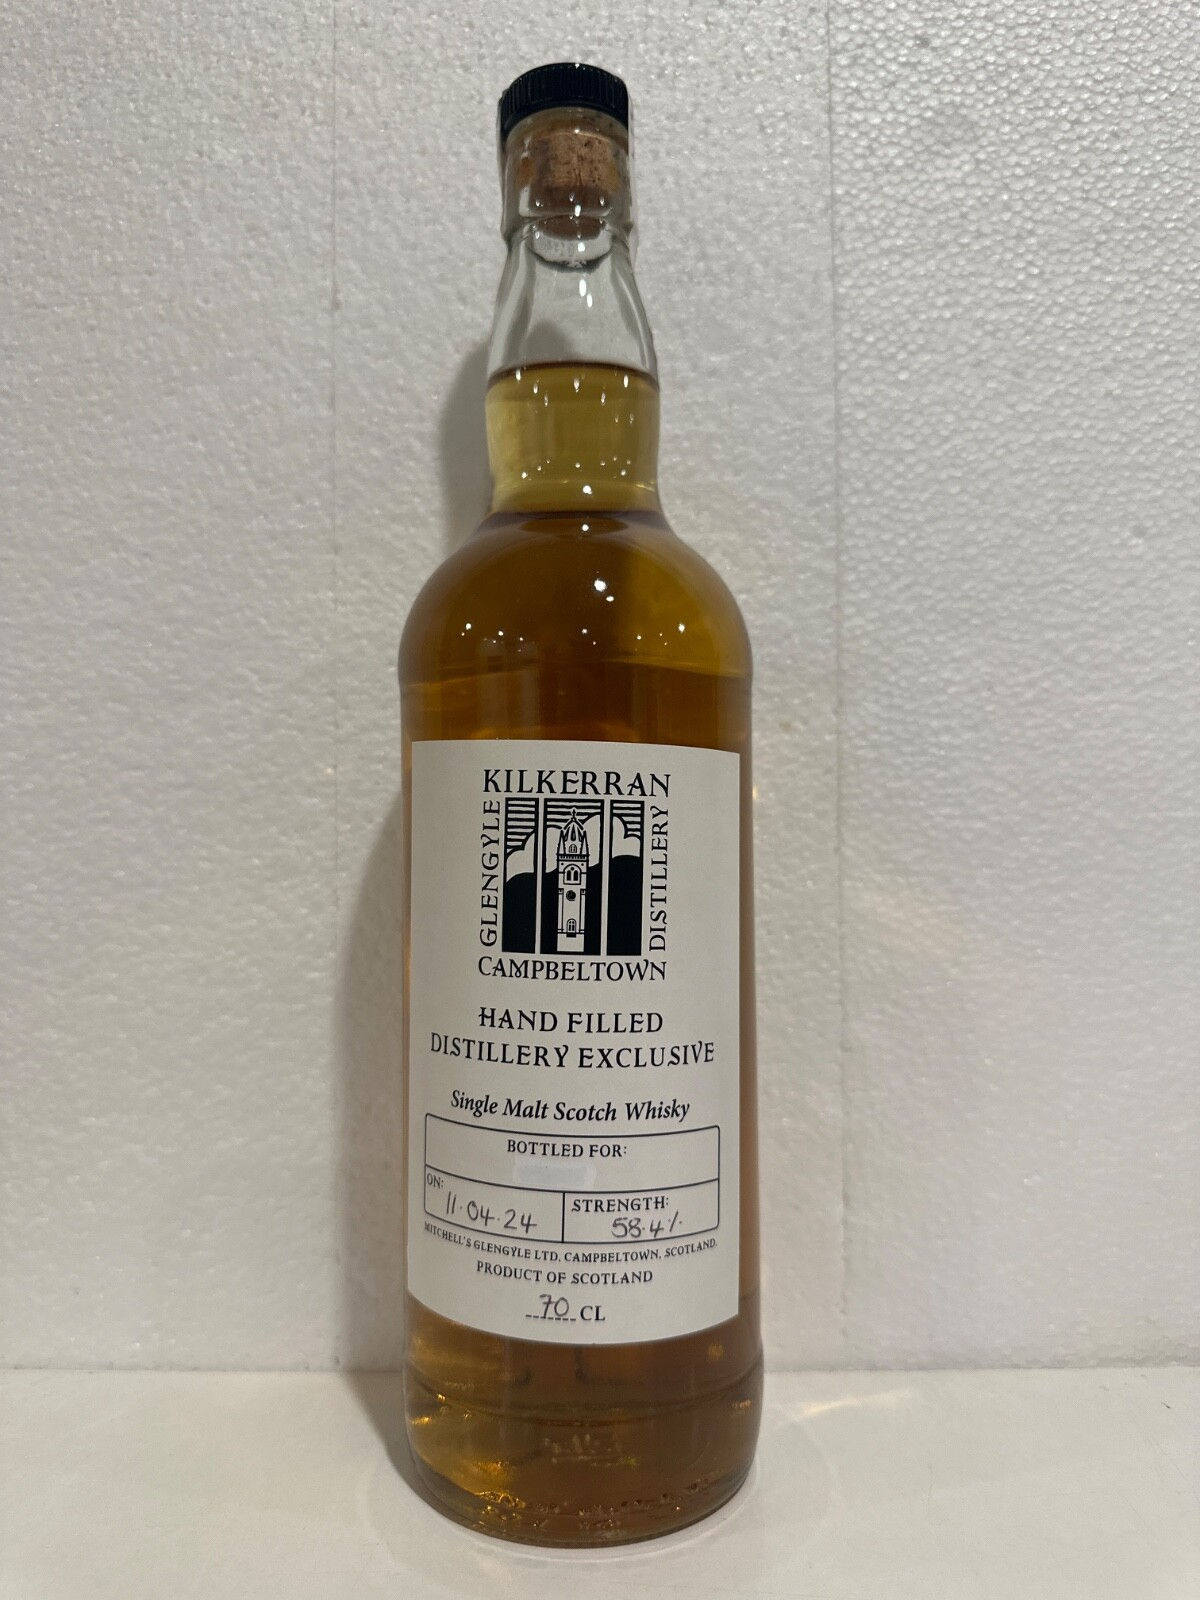 KILKERRAN
GLENGYLE
DISTILLERY
CAMPBELTOWN
HAND FILLED
DISTILLERY EXCLUSIVE
Single Malt Scotch Whisky
BOTTLED FOR:
ON: 11.04.24
STRENGTH: 58.4%
MITCHELL'S GLENGYLE LTD. CAMPBELTOWN, SCOTLAND.
PRODUCT OF SCOTLAND
70 CL